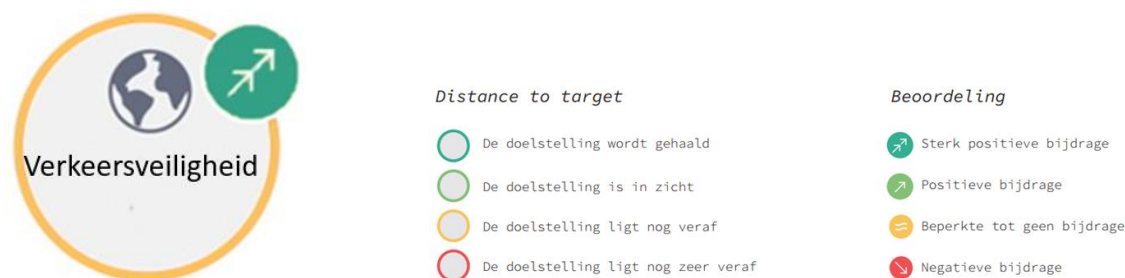 Verkeersveiligheid
Distance to target
De doelstelling wordt gehaald
De doelstelling is in zicht
De doelstelling ligt nog veraf
De doelstelling ligt nog zeer veraf
Beoordeling
Sterk positieve bijdrage
Positieve bijdrage
Beperkte tot geen bijdrage
Negatieve bijdrage